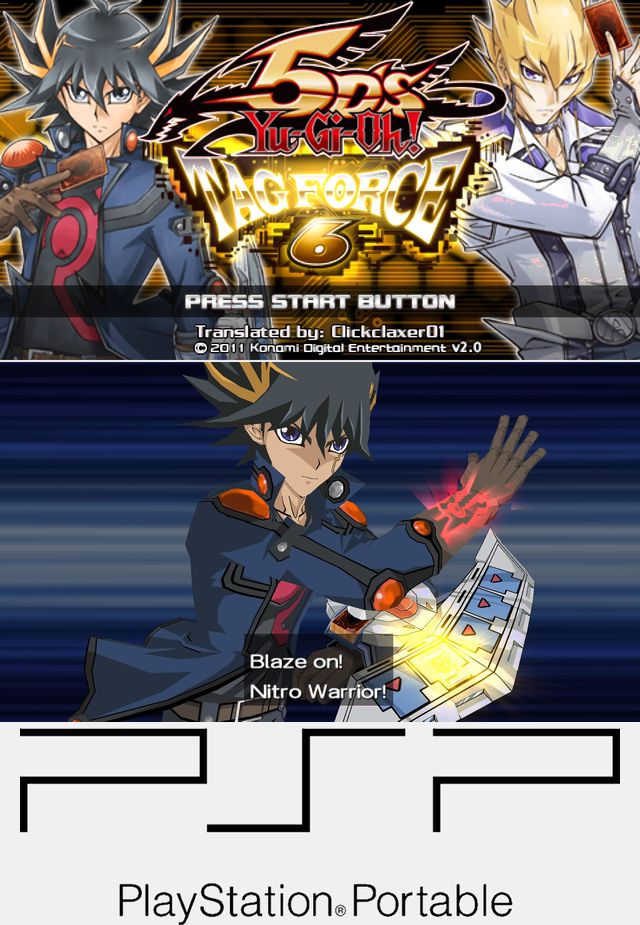 5D's
Yu-Gi-Oh!
TAG FORCE
6
PRESS START BUTTON
Translated by: Clickclaxer01
© 2011 Konami Digital Entertainment v2.0
Blaze on!
Nitro Warrior!
PSP
PlayStation®Portable